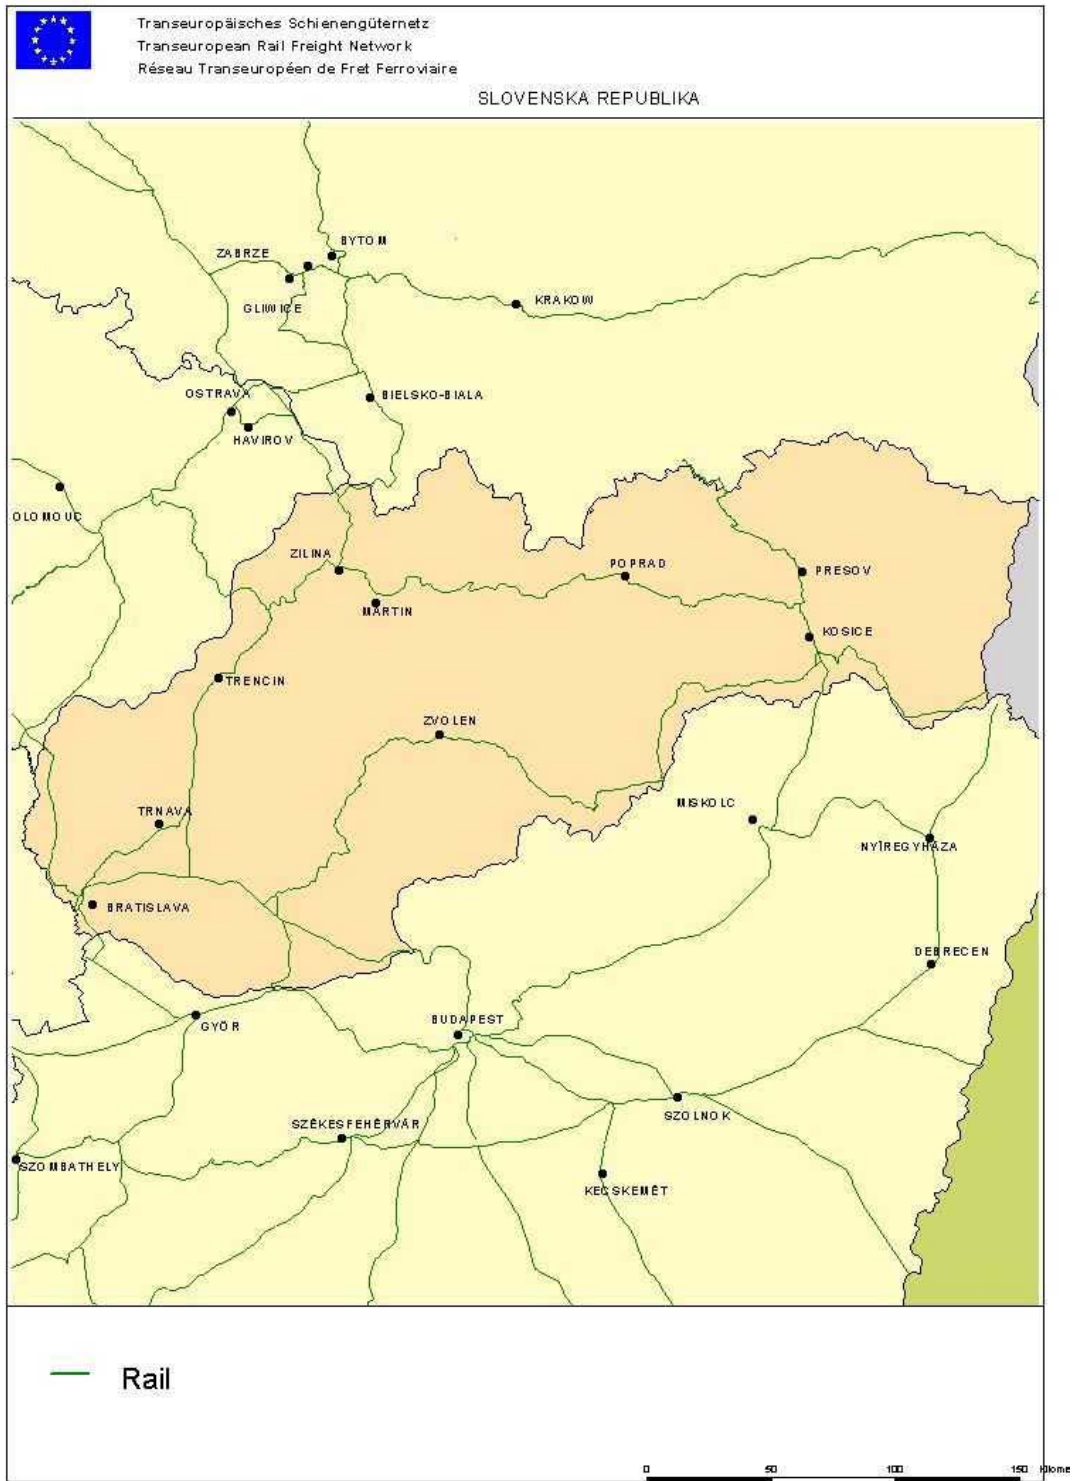 Transeuropäisches Schienengüternetz
Transeuropean Rail Freight Network
Réseau Transeuropéen de Fret Ferroviaire
SLOVENSKA REPUBLIKA
BYTOM
ZABRZE
KRAKOW
GLIWICE
OSTRAVA
BIELSKO-BIALA
HAVIROV
OLOMOUC
ZILINA
POPRAD
PRESOV
MARTIN
KOSICE
TRENCIN
ZVOLEN
MISKOLC
TRNAVA
NYÍREGYHÁZA
BRATISLAVA
DEBRECEN
BUDAPEST
GYÖR
SZOLNOK
SZÉKESFEHÉRVÁR
SZOMBATHELY
KECSKEMÉT
Rail
0 50 100 150 Kilome